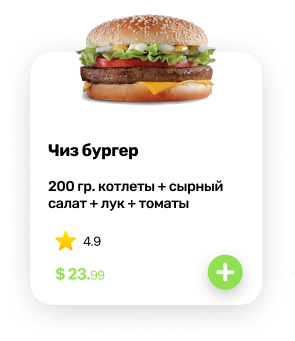 Чиз бургер
200 гр. котлеты + сырный
салат + лук + томаты
4.9
$ 23.99